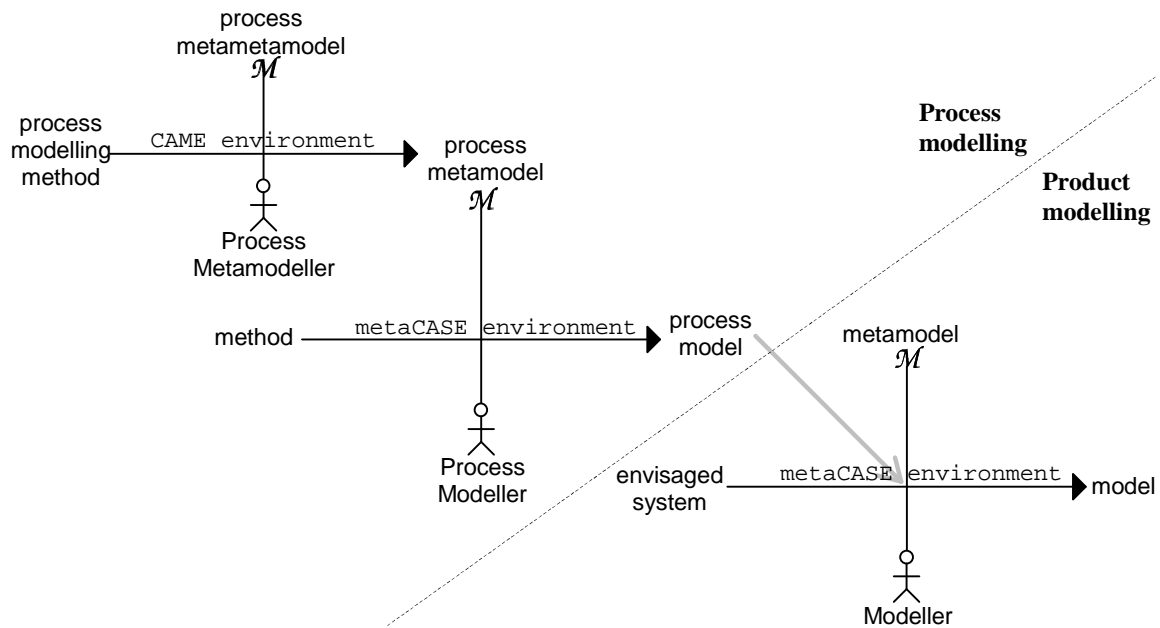 process
metametamodel
ℳ
process
modelling
method
CAME environment
process
metamodel
ℳ
Process
Metamodeller
Process
modelling
Product
modelling
method
metaCASE environment
process
model
metamodel
ℳ
Process
Modeller
envisaged
system
metaCASE environment
model
Modeller